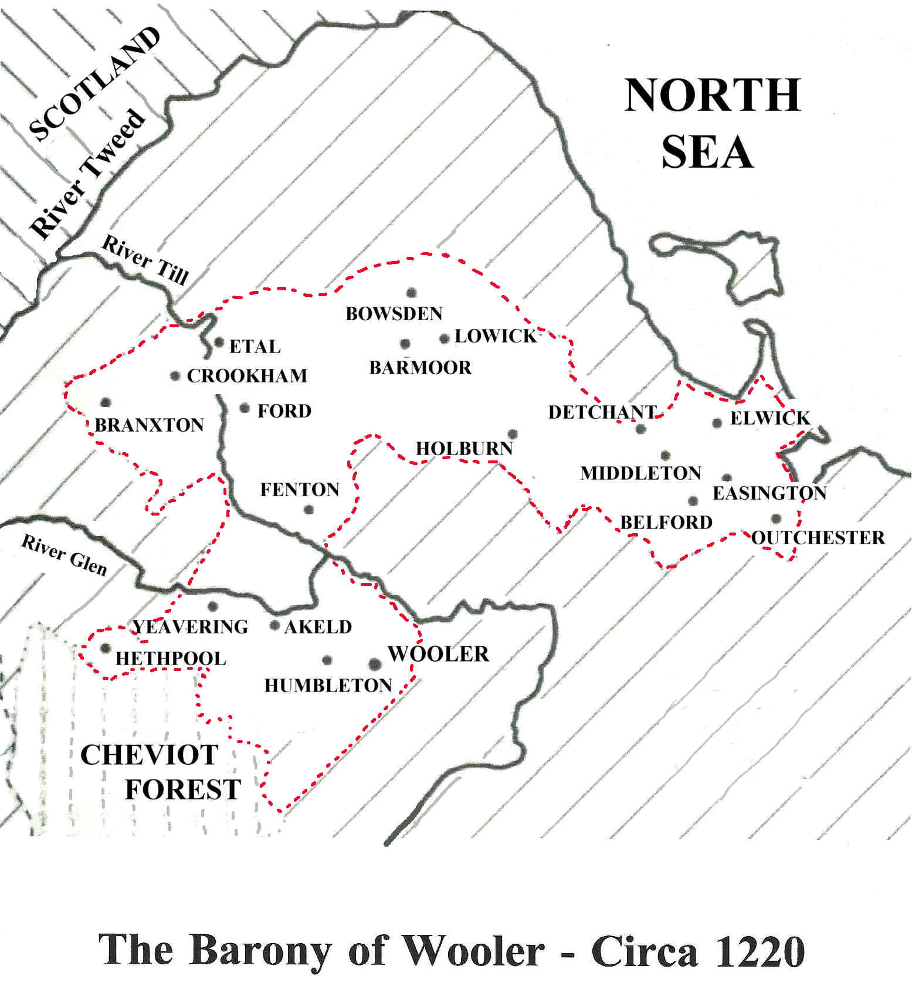 SCOTLAND
NORTH
SEA
River Tweed
River Till
BOWSDEN
LOWICK
ETAL
BARMOOR
CROOKHAM
FORD
DETCHANT
ELWICK
BRANXTON
HOLBURN
MIDDLETON
FENTON
EASINGTON
BELFORD
OUTCHESTER
River Glen
YEAVERING
AKELD
HETHPOOL
WOOLER
HUMBLETON
CHEVIOT
FOREST
The Barony of Wooler - Circa 1220